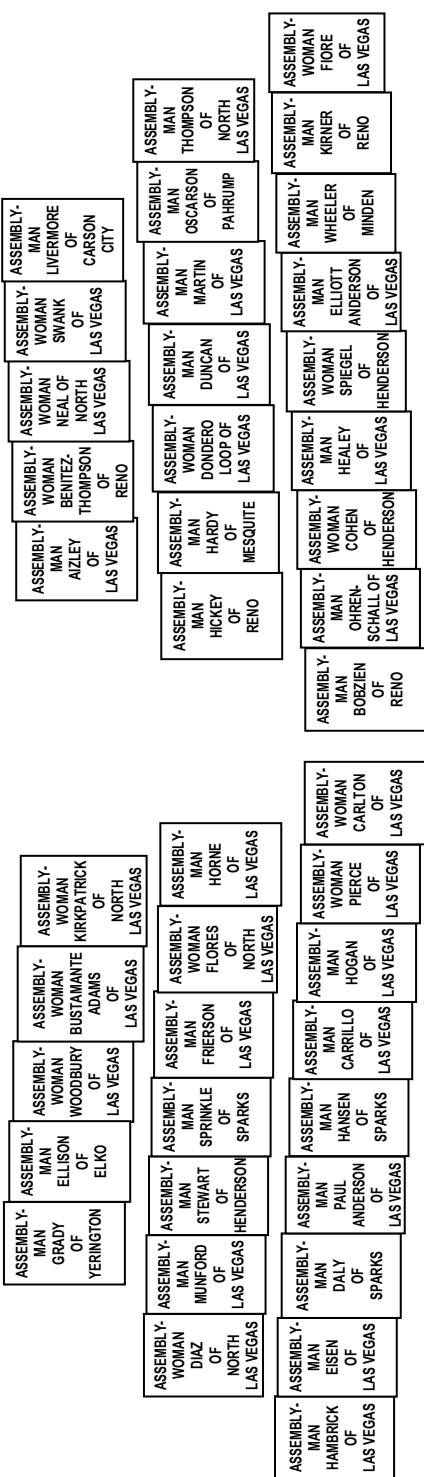 ASSEMBLY-
MAN
GRADY
OF
YERINGTON
ASSEMBLY-
MAN
ELLISON
OF
ELKO
ASSEMBLY-
WOMAN
WOODBURY
OF
LAS VEGAS
ASSEMBLY-
WOMAN
BUSTAMANTE
ADAMS
OF
LAS VEGAS
ASSEMBLY-
WOMAN
KIRKPATRICK
OF
NORTH
LAS VEGAS
ASSEMBLY-
MAN
AIZLEY
OF
LAS VEGAS
ASSEMBLY-
WOMAN
BENITEZ-
THOMPSON
OF
RENO
ASSEMBLY-
WOMAN
NEAL OF
NORTH
LAS VEGAS
ASSEMBLY-
WOMAN
SWANK
OF
LAS VEGAS
ASSEMBLY-
MAN
LIVERMORE
OF
CARSON
CITY
ASSEMBLY-
WOMAN
DIAZ
OF
NORTH
LAS VEGAS
ASSEMBLY-
MAN
MUNFORD
OF
LAS VEGAS
ASSEMBLY-
MAN
STEWART
OF
HENDERSON
ASSEMBLY-
MAN
SPRINKLE
OF
SPARKS
ASSEMBLY-
MAN
FRIERSON
OF
LAS VEGAS
ASSEMBLY-
WOMAN
FLORES
OF
NORTH
LAS VEGAS
ASSEMBLY-
MAN
HORNE
OF
LAS VEGAS
ASSEMBLY-
MAN
HICKEY
OF
RENO
ASSEMBLY-
MAN
HARDY
OF
MESQUITE
ASSEMBLY-
WOMAN
DONDERO
LOOP OF
LAS VEGAS
ASSEMBLY-
MAN
DUNCAN
OF
LAS VEGAS
ASSEMBLY-
MAN
MARTIN
OF
LAS VEGAS
ASSEMBLY-
MAN
OSCARSON
OF
PAHRUMP
ASSEMBLY-
MAN
THOMPSON
OF
NORTH
LAS VEGAS
ASSEMBLY-
MAN
HAMBRICK
OF
LAS VEGAS
ASSEMBLY-
MAN
EISEN
OF
LAS VEGAS
ASSEMBLY-
MAN
DALY
OF
SPARKS
ASSEMBLY-
MAN
PAUL
ANDERSON
OF
LAS VEGAS
ASSEMBLY-
MAN
HANSEN
OF
SPARKS
ASSEMBLY-
MAN
CARRILLO
OF
LAS VEGAS
ASSEMBLY-
MAN
HOGAN
OF
LAS VEGAS
ASSEMBLY-
WOMAN
PIERCE
OF
LAS VEGAS
ASSEMBLY-
WOMAN
CARLTON
OF
LAS VEGAS
ASSEMBLY-
MAN
BOBZIEN
OF
RENO
ASSEMBLY-
MAN
OHREN-
SCHALL OF
LAS VEGAS
ASSEMBLY-
WOMAN
COHEN
OF
HENDERSON
ASSEMBLY-
MAN
HEALEY
OF
LAS VEGAS
ASSEMBLY-
WOMAN
SPIEGEL
OF
HENDERSON
ASSEMBLY-
MAN
ELLIOTT
ANDERSON
OF
LAS VEGAS
ASSEMBLY-
MAN
WHEELER
OF
MINDEN
ASSEMBLY-
MAN
KIRNER
OF
RENO
ASSEMBLY-
WOMAN
FIORE
OF
LAS VEGAS